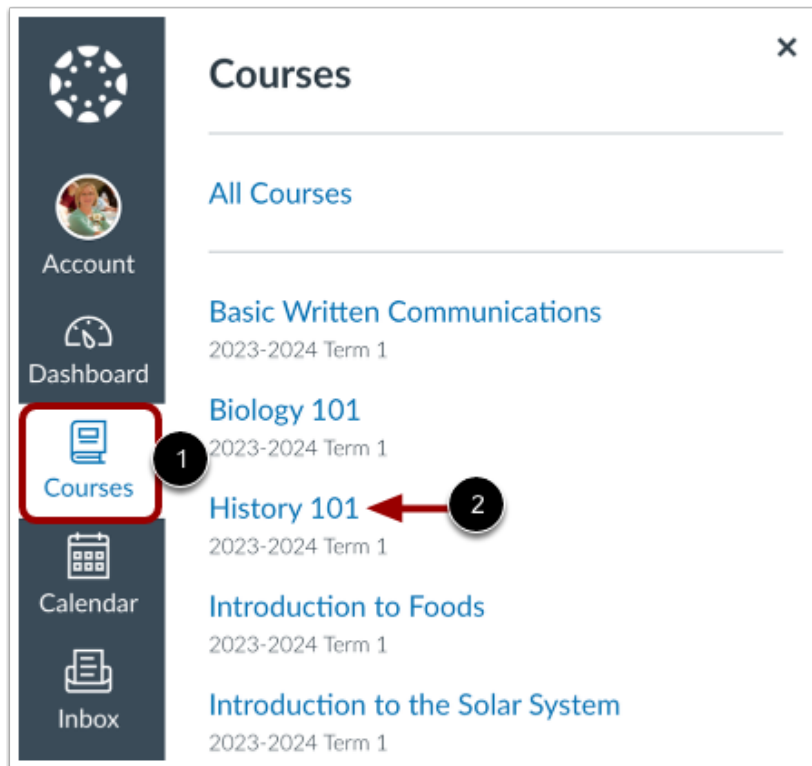 Courses
All Courses
Account
Basic Written Communications
2023-2024 Term 1
Dashboard
Biology 101
2023-2024 Term 1
Courses
1
History 101
2
2023-2024 Term 1
Calendar
Introduction to Foods
2023-2024 Term 1
Inbox
Introduction to the Solar System
2023-2024 Term 1